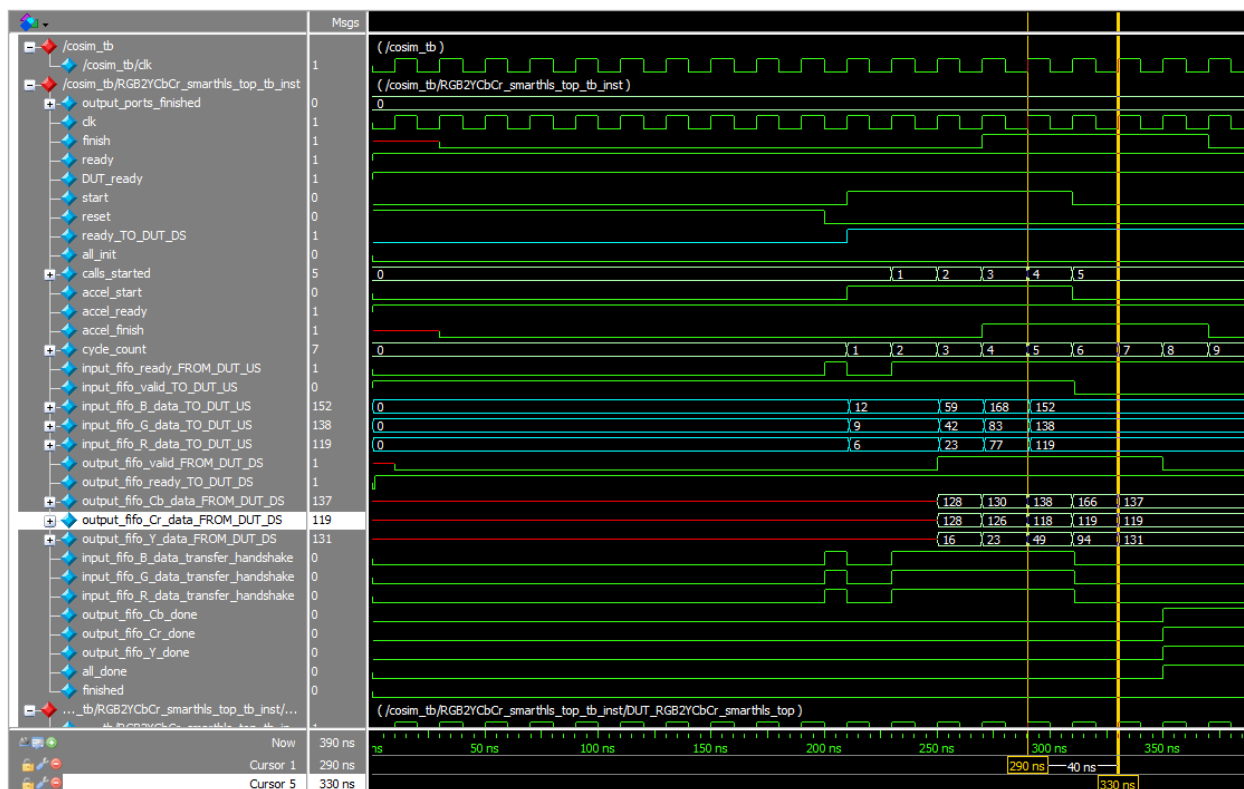 Msgs
/cosim_tb ( /cosim_tb )
/cosim_tb/clk 1
/cosim_tb/RGB2YCbCr_smarthls_top_tb_inst ( /cosim_tb/RGB2YCbCr_smarthls_top_tb_inst )
output_ports_finished 0 0
clk 1
finish 1
ready 1
DUT_ready 1
start 0
reset 0
ready_TO_DUT_DS 1
all_init 0
calls_started 5 0 1 2 3 4 5
accel_start 0
accel_ready 1
accel_finish 1
cycle_count 7 0 1 2 3 4 5 6 7 8 9
input_fifo_ready_FROM_DUT_US 1
input_fifo_valid_TO_DUT_US 0
input_fifo_B_data_TO_DUT_US 152 0 12 59 168 152
input_fifo_G_data_TO_DUT_US 138 0 9 42 83 138
input_fifo_R_data_TO_DUT_US 119 0 6 23 77 119
output_fifo_valid_FROM_DUT_DS 1
output_fifo_ready_TO_DUT_DS 1
output_fifo_Cb_data_FROM_DUT_DS 137 128 130 138 166 137
output_fifo_Cr_data_FROM_DUT_DS 119 128 126 118 119 119
output_fifo_Y_data_FROM_DUT_DS 131 16 23 49 94 131
input_fifo_B_data_transfer_handshake 0
input_fifo_G_data_transfer_handshake 0
input_fifo_R_data_transfer_handshake 0
output_fifo_Cb_done 0
output_fifo_Cr_done 0
output_fifo_Y_done 0
all_done 0
finished 0
..._tb/RGB2YCbCr_smarthls_top_tb_inst/... ( /cosim_tb/RGB2YCbCr_smarthls_top_tb_inst/DUT_RGB2YCbCr_smarthls_top )
Now 390 ns ns 50 ns 100 ns 150 ns 200 ns 250 ns 300 ns 350 ns
Cursor 1 290 ns 290 ns 40 ns
Cursor 5 330 ns 330 ns